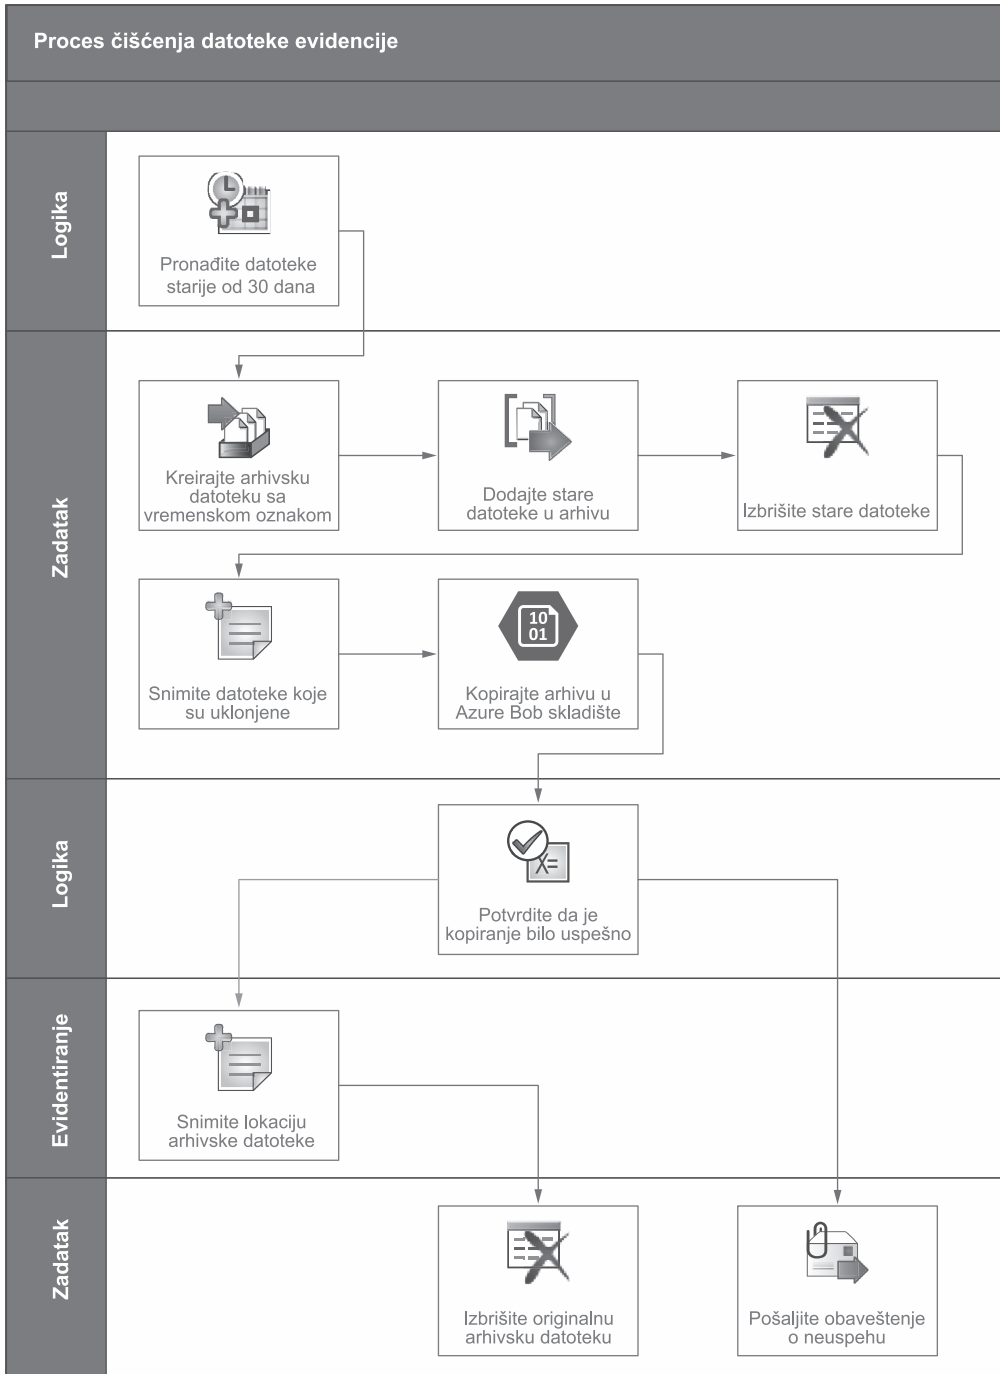 Proces čišćenja datoteke evidencije
Logika
Pronađite datoteke
starije od 30 dana
Zadatak
Kreirajte arhivsku
datoteku sa
vremenskom oznakom
Dodajte stare
datoteke u arhivu
Izbrišite stare datoteke
Snimite datoteke koje
su uklonjene
10
01
Kopirajte arhivu u
Azure Bob skladište
Logika
X=
Potvrdite da je
kopiranje bilo uspešno
Evidentiranje
Snimite lokaciju
arhivske datoteke
Zadatak
Izbrišite originalnu
arhivsku datoteku
Pošaljite obaveštenje
o neuspehu